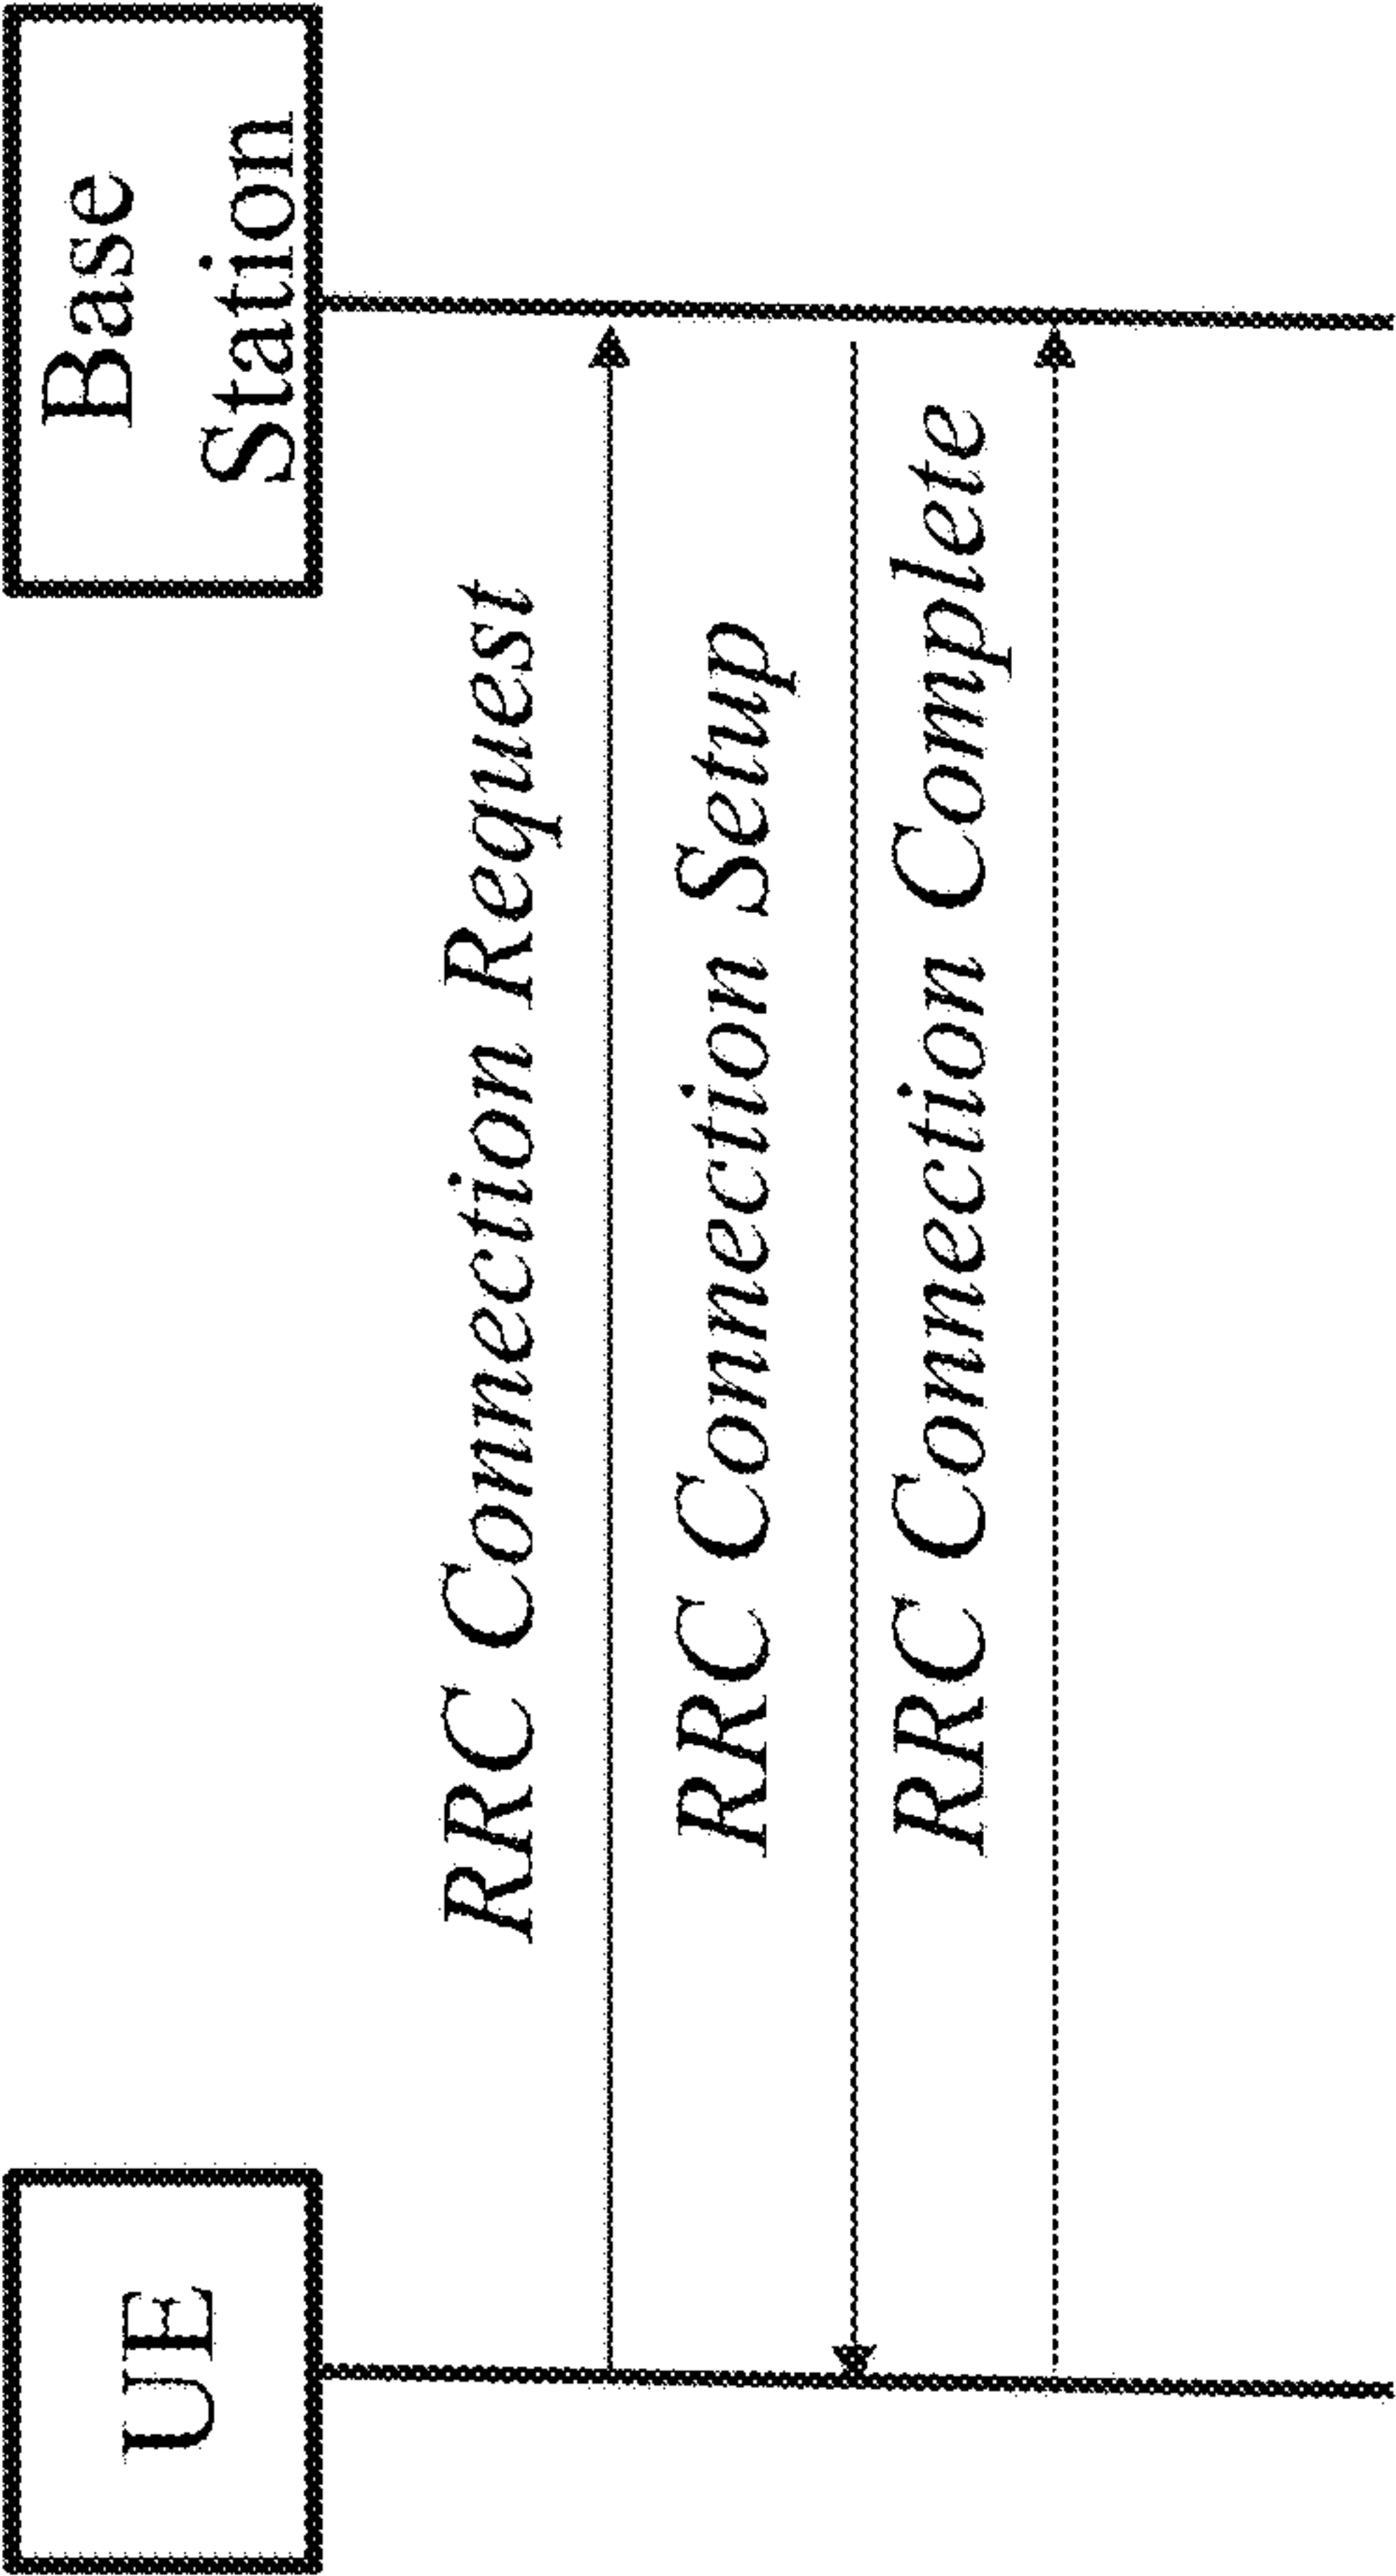 UE
Base
Station
RRC Connection Request
RRC Connection Setup
RRC Connection Complete